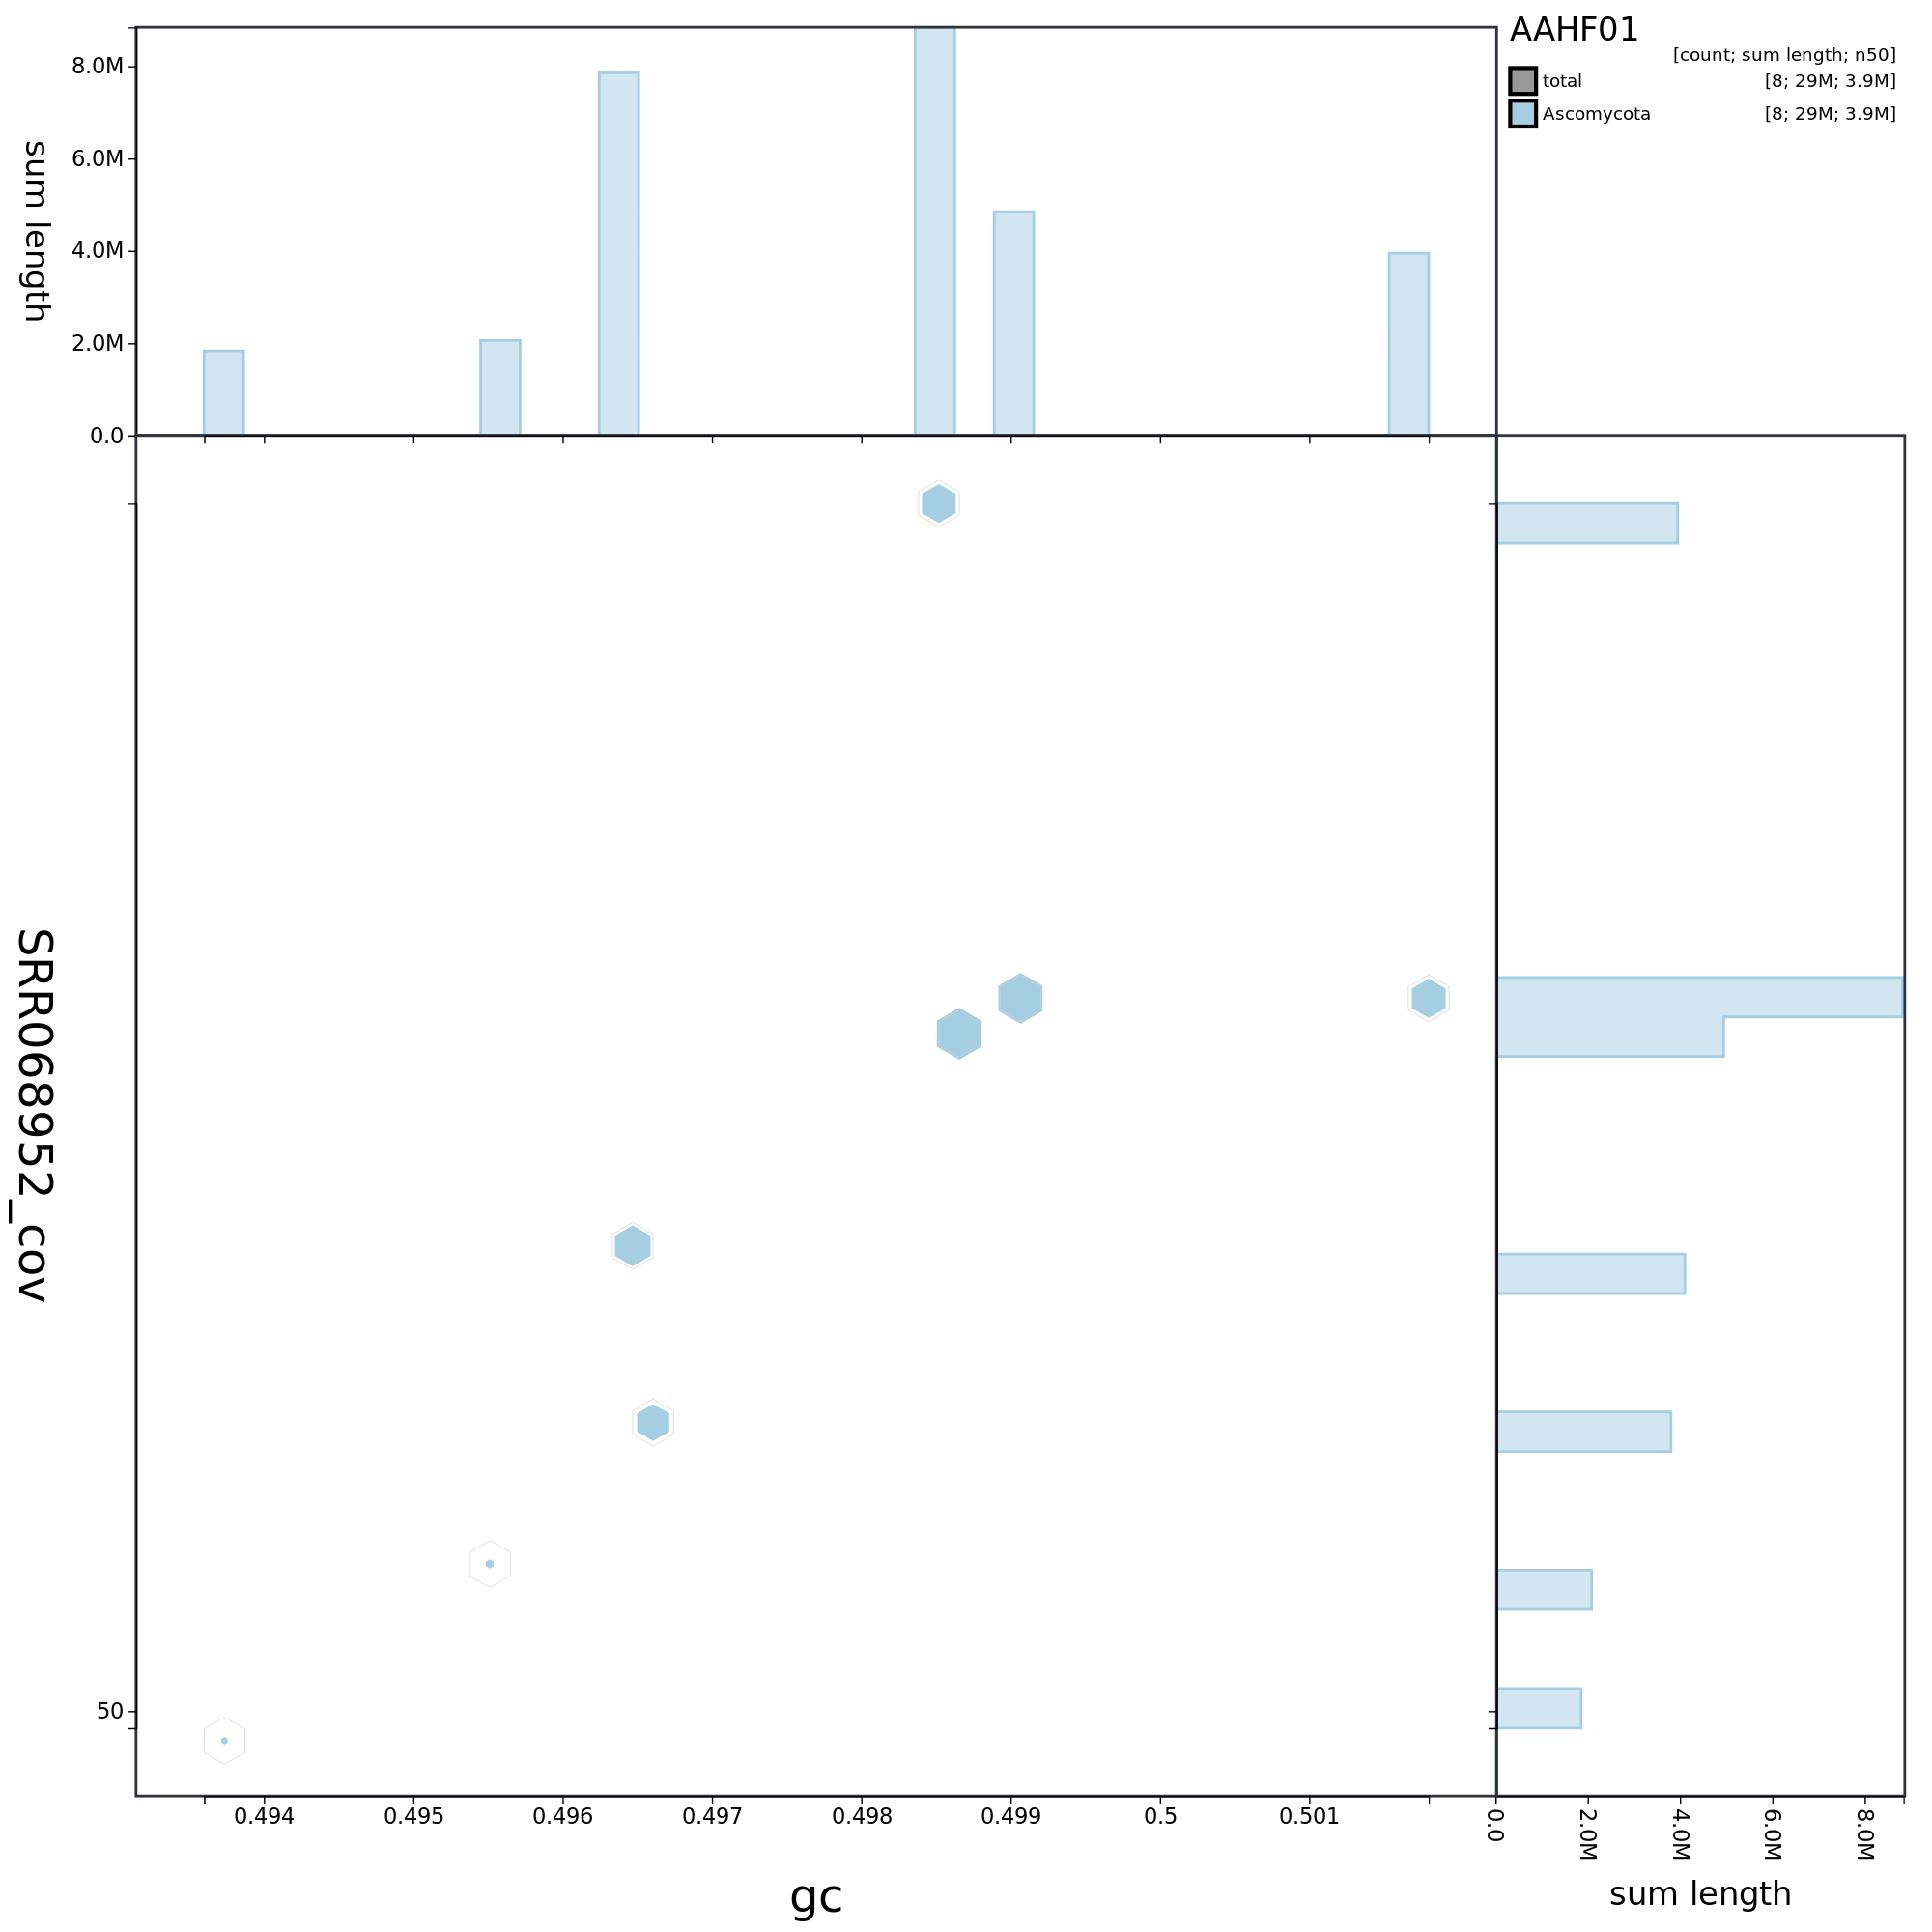 AAHF01
[count; sum length; n50]
total [8; 29M; 3.9M]
Ascomycota [8; 29M; 3.9M]
sum length
8.0M
6.0M
4.0M
2.0M
0.0
SRR068952_cov
50
0.494 0.495 0.496 0.497 0.498 0.499 0.5 0.501
gc
0.0 2.0M 4.0M 6.0M 8.0M
sum length